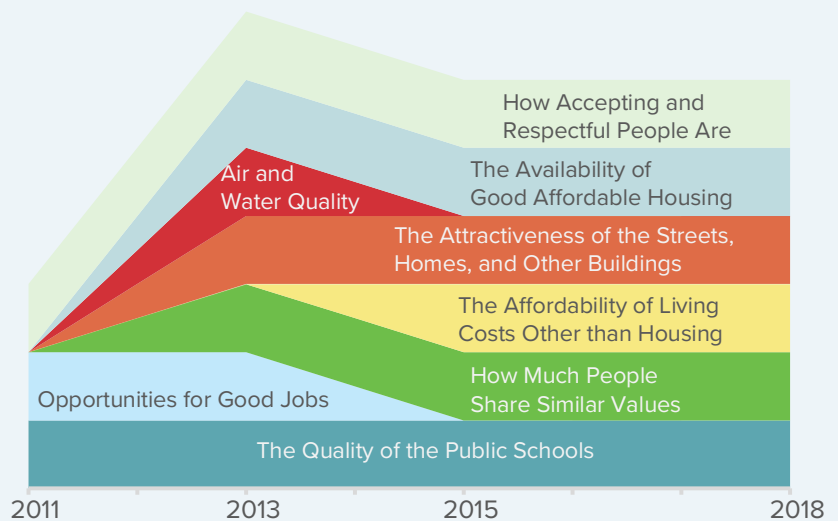 How Accepting and
Respectful People Are
The Availability of
Good Affordable Housing
Air and
Water Quality
The Attractiveness of the Streets,
Homes, and Other Buildings
The Affordability of Living
Costs Other than Housing
How Much People
Share Similar Values
Opportunities for Good Jobs
The Quality of the Public Schools
2011 2013 2015 2018